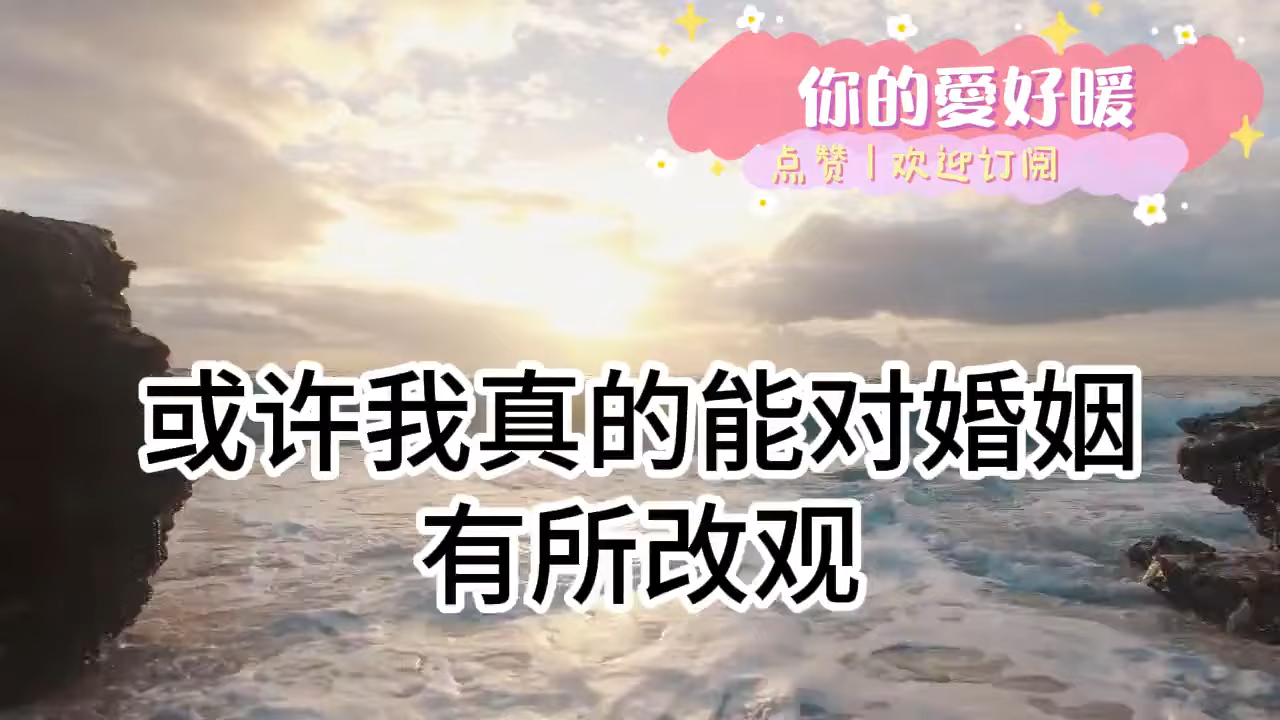 你的愛好暖
点赞|欢迎订阅
或许我真的能对婚姻
有所改观